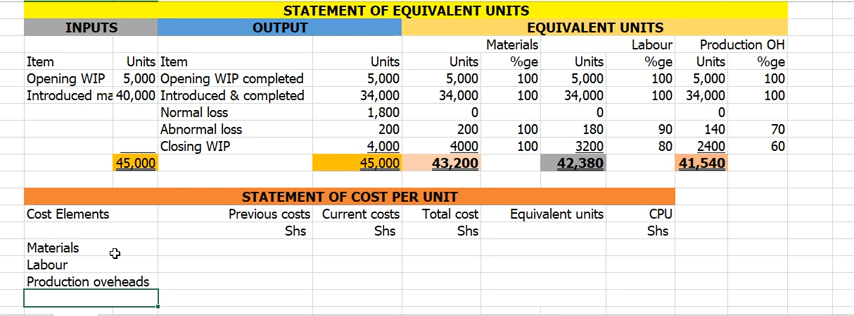 STATEMENT OF EQUIVALENT UNITS
INPUTS OUTPUT EQUIVALENT UNITS
Materials Labour Production OH
Item Units Item Units Units %ge Units %ge Units %ge
Opening WIP 5,000 Opening WIP completed 5,000 5,000 100 5,000 100 5,000 100
Introduced ma 40,000 Introduced & completed 34,000 34,000 100 34,000 100 34,000 100
Normal loss 1,800 0 0 0
Abnormal loss 200 200 100 180 90 140 70
Closing WIP 4,000 4000 100 3200 80 2400 60
45,000 45,000 43,200 42,380 41,540
STATEMENT OF COST PER UNIT
Cost Elements Previous costs Current costs Total cost Equivalent units CPU
Shs Shs Shs Shs
Materials
Labour
Production oveheads